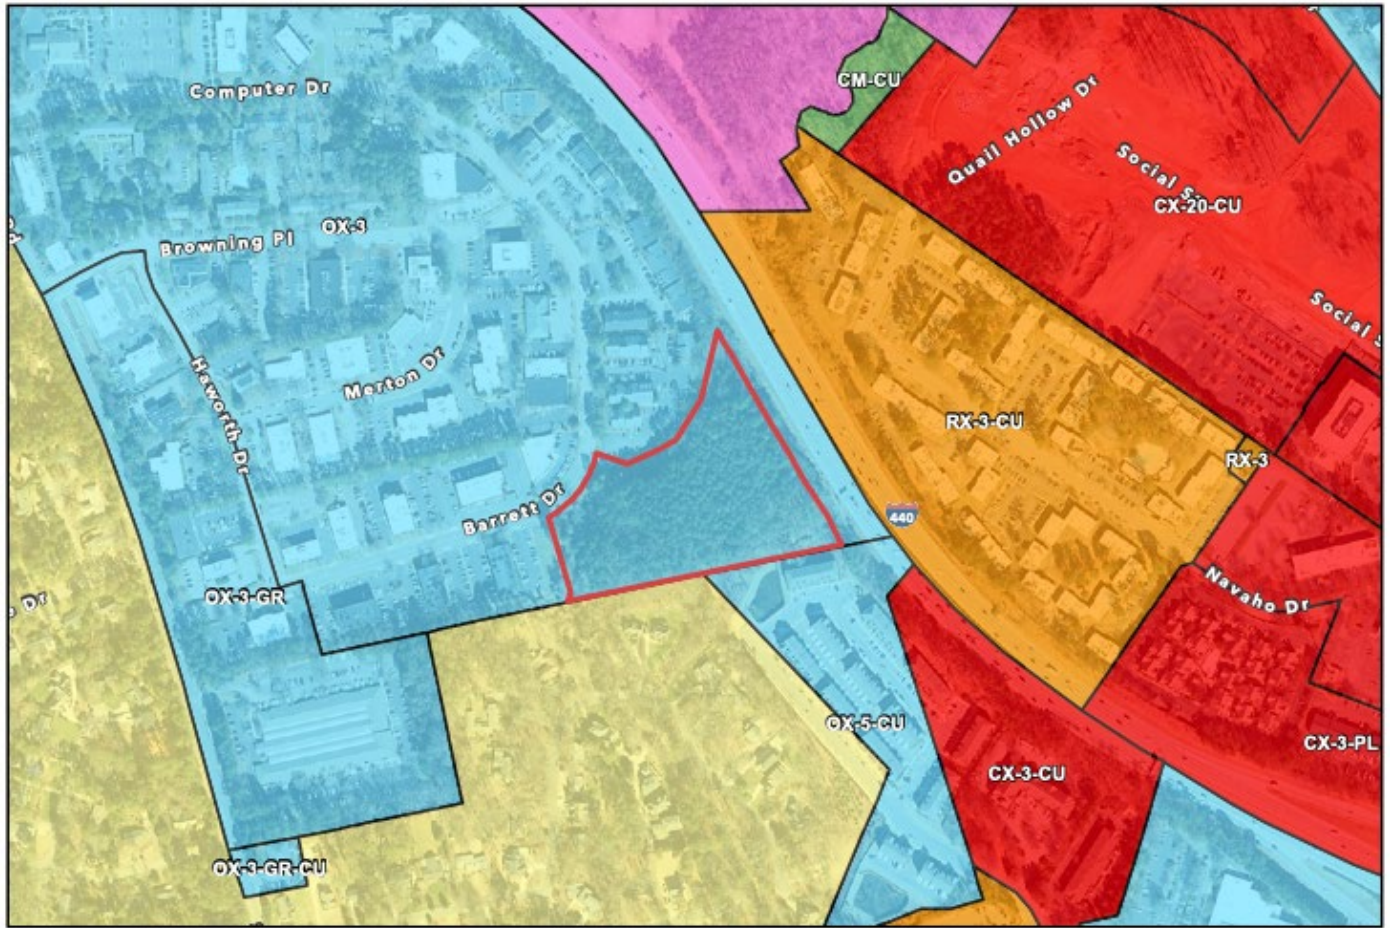 CM-CU
Computer Dr
Quail Hollow Dr
Social S
CX-20-CU
OX-3
Browning Pl
Social S
Merton Dr
Haworth Dr
RX-3-CU
RX-3
Barrett Dr
440
Navaho Dr
OX-3-GR
Dr
OX-5-CU
CX-3-PL
CX-3-CU
OX-3-GR-CU